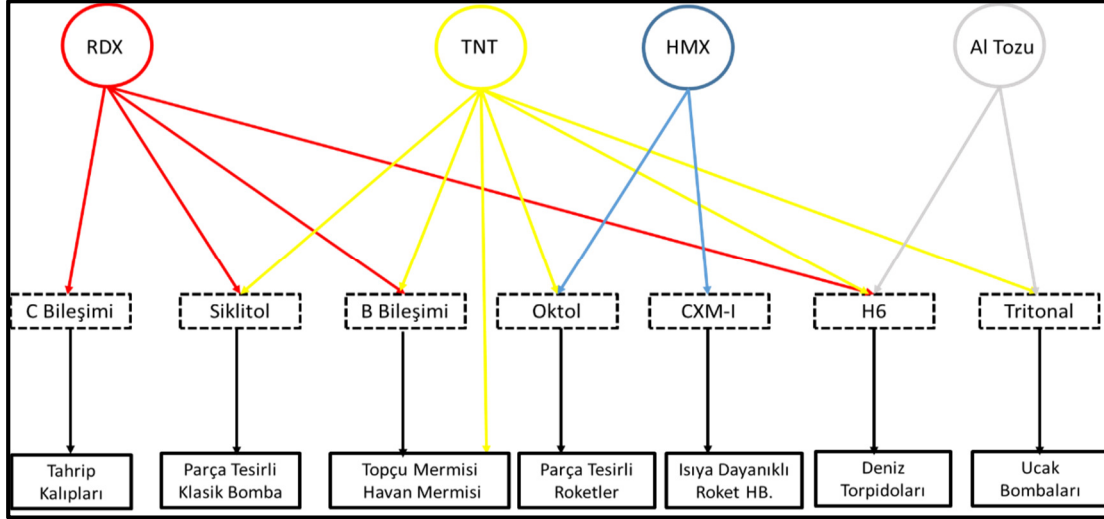 RDX
TNT
HMX
Al Tozu
C Bileşimi
Siklitol
B Bileşimi
Oktol
CXM-I
H6
Tritonal
Tahrip
Kalıpları
Parça Tesirli
Klasik Bomba
Topçu Mermisi
Havan Mermisi
Parça Tesirli
Roketler
Isıya Dayanıklı
Roket HB.
Deniz
Torpidoları
Ucak
Bombaları